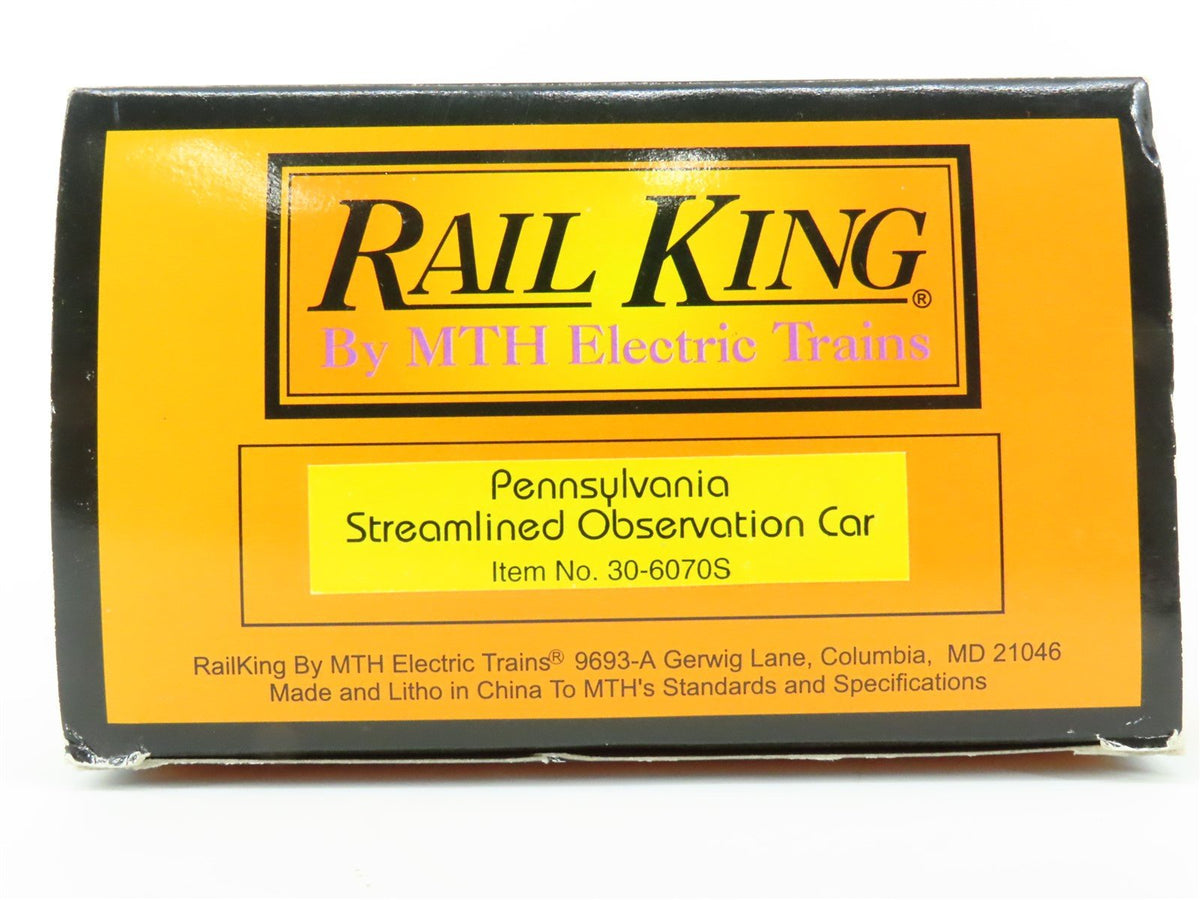 RAIL KING®
By MTH Electric Trains
Pennsylvania
Streamlined Observation Car
Item No. 30-6070S
RailKing By MTH Electric Trains® 9693-A Gerwig Lane, Columbia, MD 21046
Made and Litho in China To MTH's Standards and Specifications